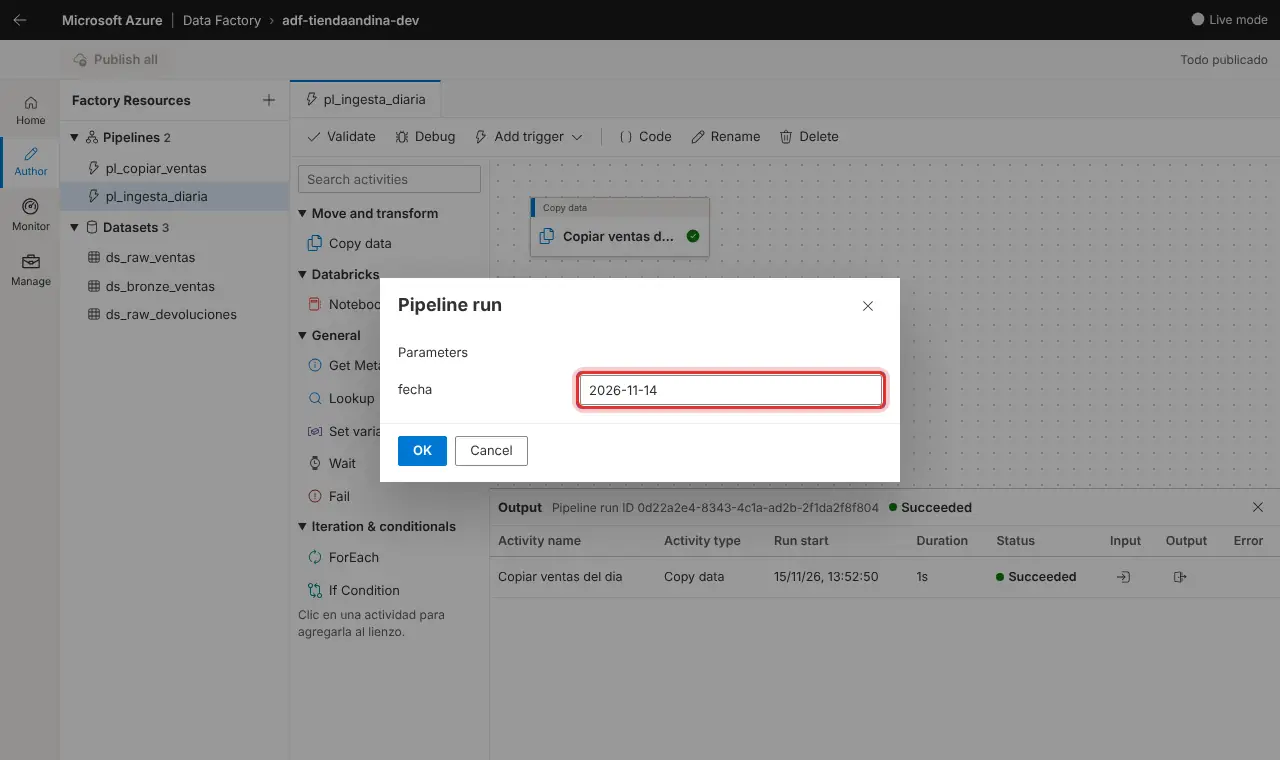 Microsoft Azure | Data Factory › adf-tiendaandina-dev
Live mode
Publish all
Todo publicado
Home
Author
Monitor
Manage
Factory Resources
Pipelines 2
pl_copiar_ventas
pl_ingesta_diaria
Datasets 3
ds_raw_ventas
ds_bronze_ventas
ds_raw_devoluciones
pl_ingesta_diaria
Validate Debug Add trigger Code Rename Delete
Search activities
Move and transform
Copy data
Databricks
General
Get
Lookup
Set
Wait
Fail
Iteration & conditionals
ForEach
If Condition
Clic en una actividad para
agregarla al lienzo.
Copy data
Copiar ventas d...
Pipeline run
Parameters
fecha 2026-11-14
OK Cancel
Output Pipeline run ID 0d22a2e4-8343-4c1a-ad2b-2f1da2f8f804 Succeeded
Activity name Activity type Run start Duration Status Input Output Error
Copiar ventas del dia Copy data 15/11/26, 13:52:50 1s Succeeded